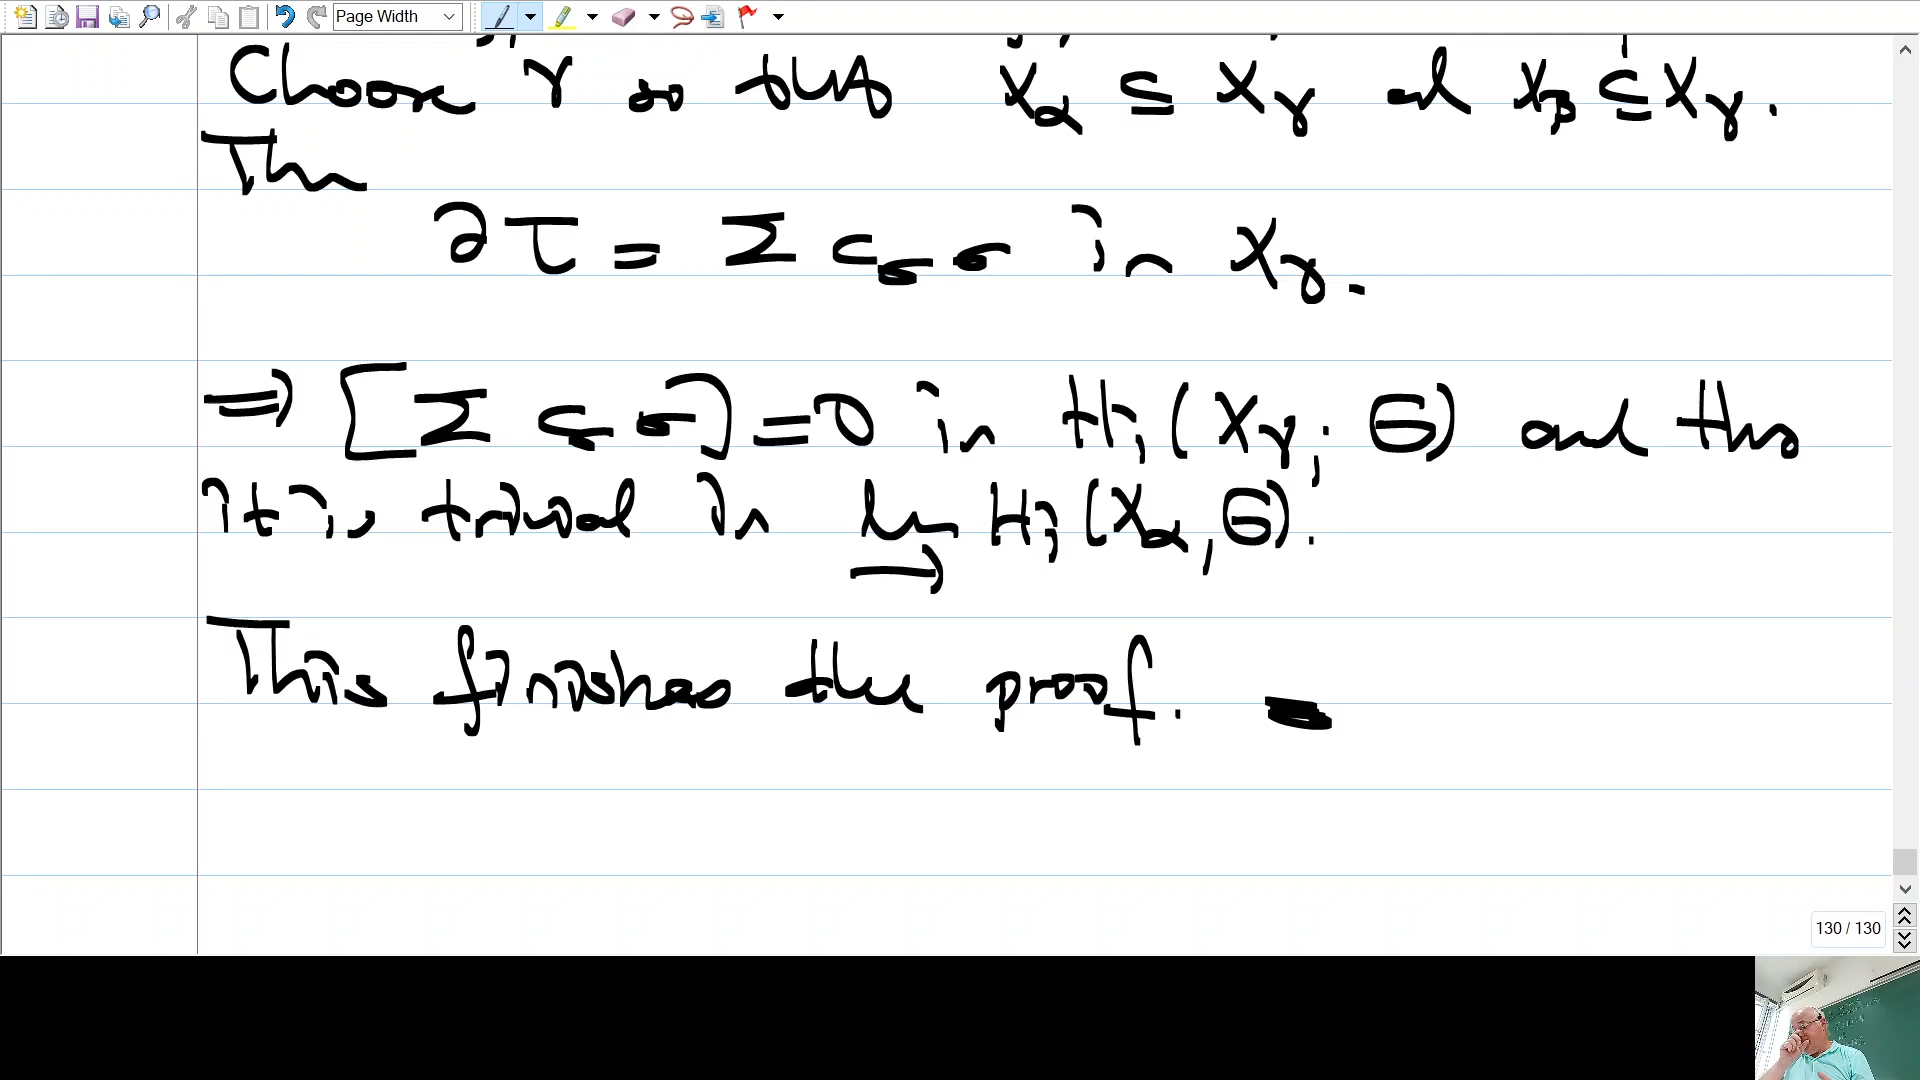 Page Width
Choose γ so that X_α ⊆ X_γ and X_β ⊆ X_γ.
Then
∂τ = Σ c_σ σ in X_γ.
⇒ [Σ c_σ σ] = 0 in H_i(X_γ; G) and thus
it is trivial in lim→ H_i(X_α, G).
This finishes the proof.
130 / 130